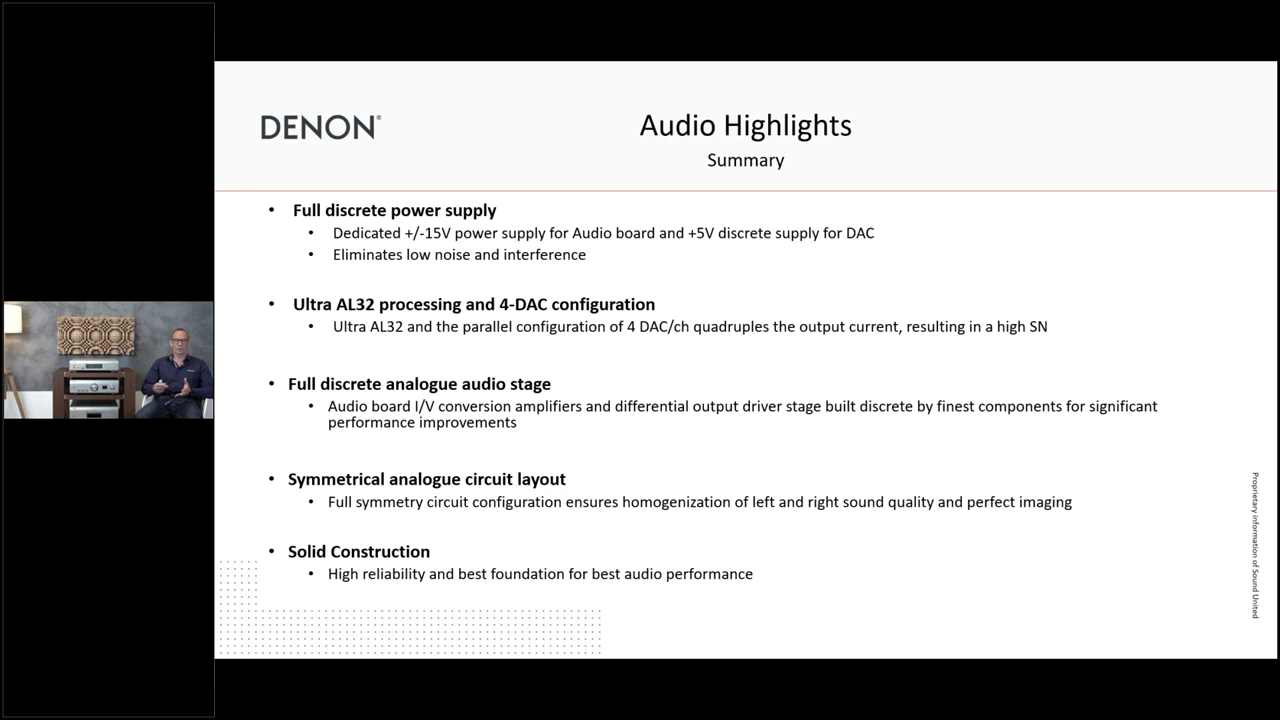 DENON®
Audio Highlights
Summary
• Full discrete power supply
• Dedicated +/-15V power supply for Audio board and +5V discrete supply for DAC
• Eliminates low noise and interference
• Ultra AL32 processing and 4-DAC configuration
• Ultra AL32 and the parallel configuration of 4 DAC/ch quadruples the output current, resulting in a high SN
• Full discrete analogue audio stage
• Audio board I/V conversion amplifiers and differential output driver stage built discrete by finest components for significant
performance improvements
• Symmetrical analogue circuit layout
• Full symmetry circuit configuration ensures homogenization of left and right sound quality and perfect imaging
• Solid Construction
• High reliability and best foundation for best audio performance
Proprietary information of Sound United